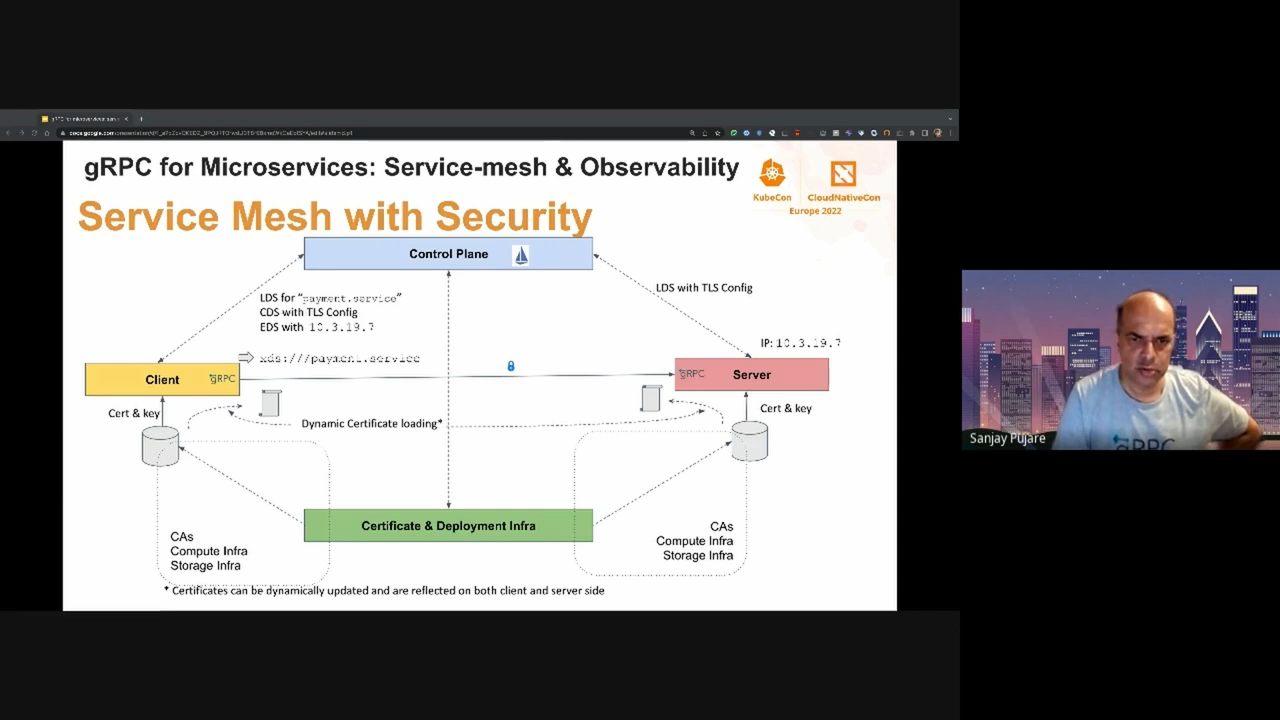 gRPC for Microservices: Service-mesh & Observability
KubeCon
CloudNativeCon
Europe 2022
Service Mesh with Security
Control Plane
LDS for "payment.service"
CDS with TLS Config
EDS with 10.3.19.7
LDS with TLS Config
xds:///payment.service
IP: 10.3.19.7
Client
gRPC
gRPC
Server
Cert & key
Dynamic Certificate loading*
Cert & key
Certificate & Deployment Infra
CAs
Compute Infra
Storage Infra
CAs
Compute Infra
Storage Infra
* Certificates can be dynamically updated and are reflected on both client and server side
Sanjay Pujare
gRPC